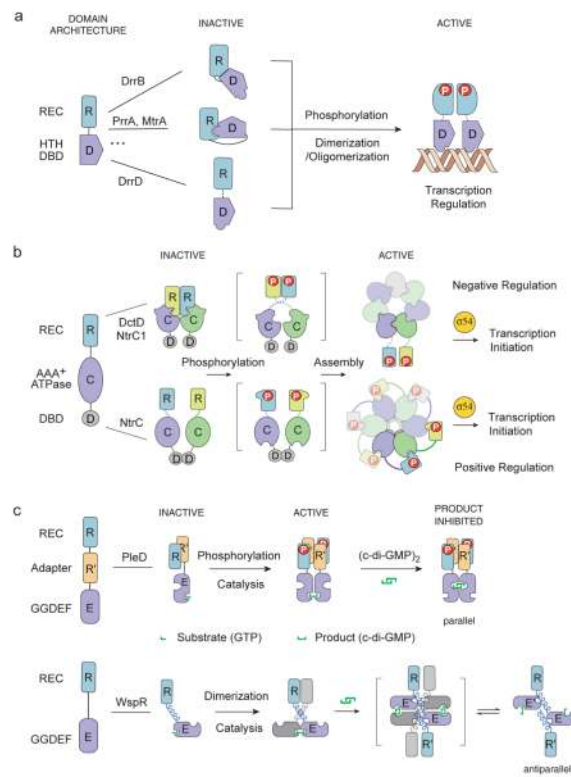 a
DOMAIN
ARCHITECTURE
INACTIVE
ACTIVE
REC
R
HTH
DBD
D
DrrB
PrrA, MtrA
...
DrrD
R
D
R
D
R
D
Phosphorylation
Dimerization
/Oligomerization
P P
D D
Transcription
Regulation
b
INACTIVE
ACTIVE
REC
R
AAA+
ATPase
C
DBD
D
DctD
NtrC1
NtrC
R R
C C
D D
R R
C C
D D
Phosphorylation
P P
C C
D D
P P
C C
D D
Assembly
P P
P P P P P P
Negative Regulation
σ54
Transcription
Initiation
σ54
Transcription
Initiation
Positive Regulation
c
INACTIVE
ACTIVE
PRODUCT
INHIBITED
REC
R
Adapter
R'
GGDEF
E
PleD
R R'
E
Phosphorylation
Catalysis
P R' P
(c-di-GMP)2
P R' P
parallel
Substrate (GTP)
Product (c-di-GMP)
R
REC
GGDEF
E
WspR
R
E
Dimerization
Catalysis
R
E
R
E
E
R'
R
E
E
R'
antiparallel